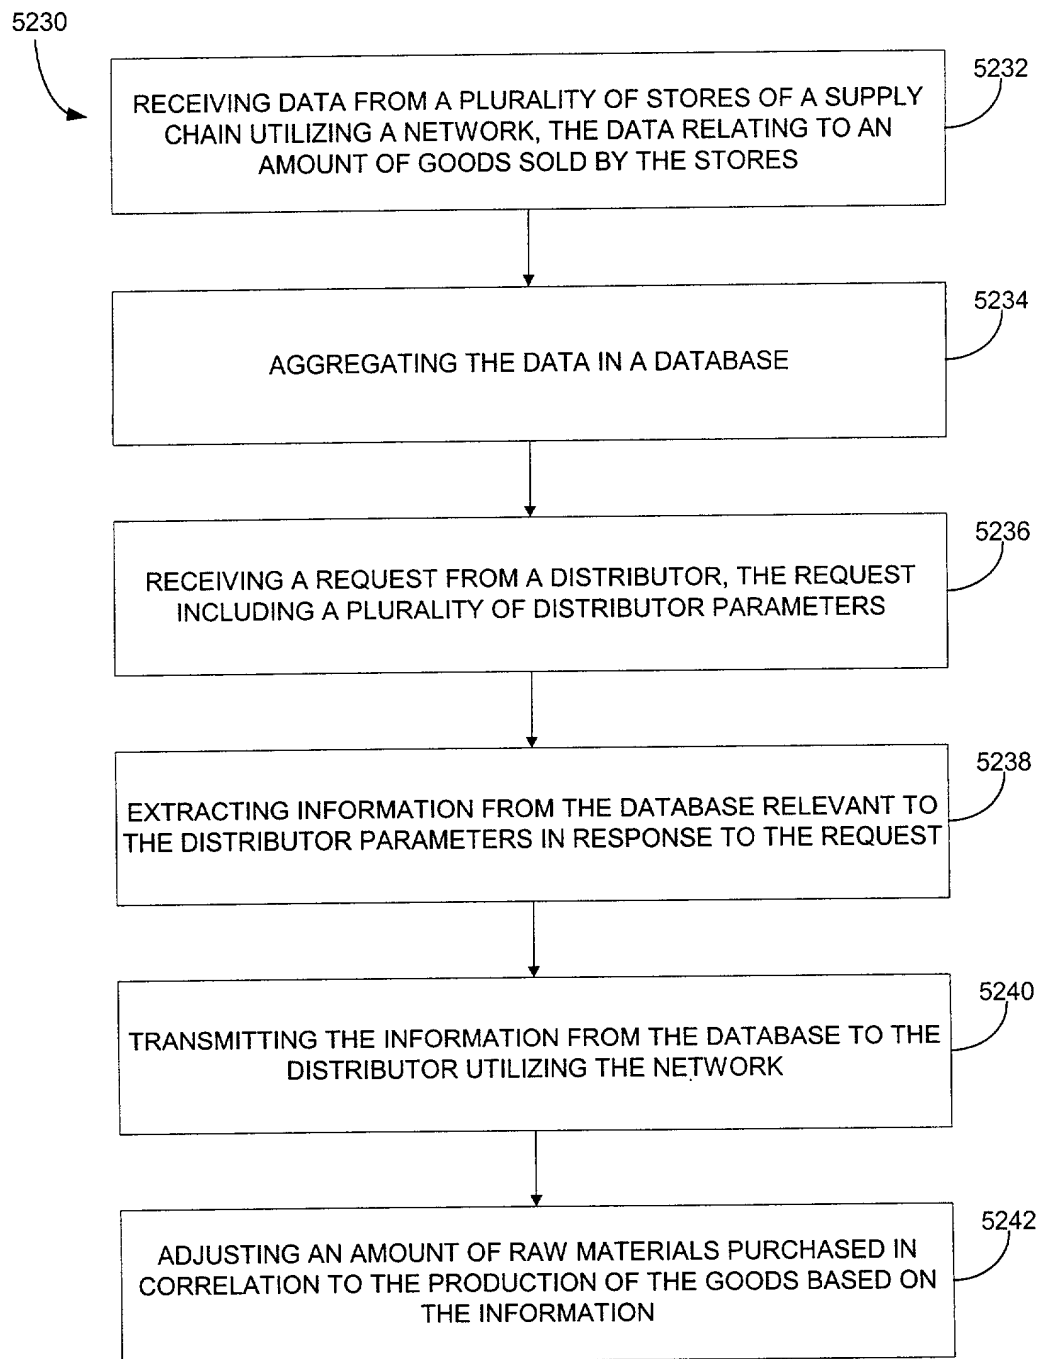 5230
5232
RECEIVING DATA FROM A PLURALITY OF STORES OF A SUPPLY
CHAIN UTILIZING A NETWORK, THE DATA RELATING TO AN
AMOUNT OF GOODS SOLD BY THE STORES
5234
AGGREGATING THE DATA IN A DATABASE
5236
RECEIVING A REQUEST FROM A DISTRIBUTOR, THE REQUEST
INCLUDING A PLURALITY OF DISTRIBUTOR PARAMETERS
5238
EXTRACTING INFORMATION FROM THE DATABASE RELEVANT TO
THE DISTRIBUTOR PARAMETERS IN RESPONSE TO THE REQUEST
5240
TRANSMITTING THE INFORMATION FROM THE DATABASE TO THE
DISTRIBUTOR UTILIZING THE NETWORK
5242
ADJUSTING AN AMOUNT OF RAW MATERIALS PURCHASED IN
CORRELATION TO THE PRODUCTION OF THE GOODS BASED ON
THE INFORMATION